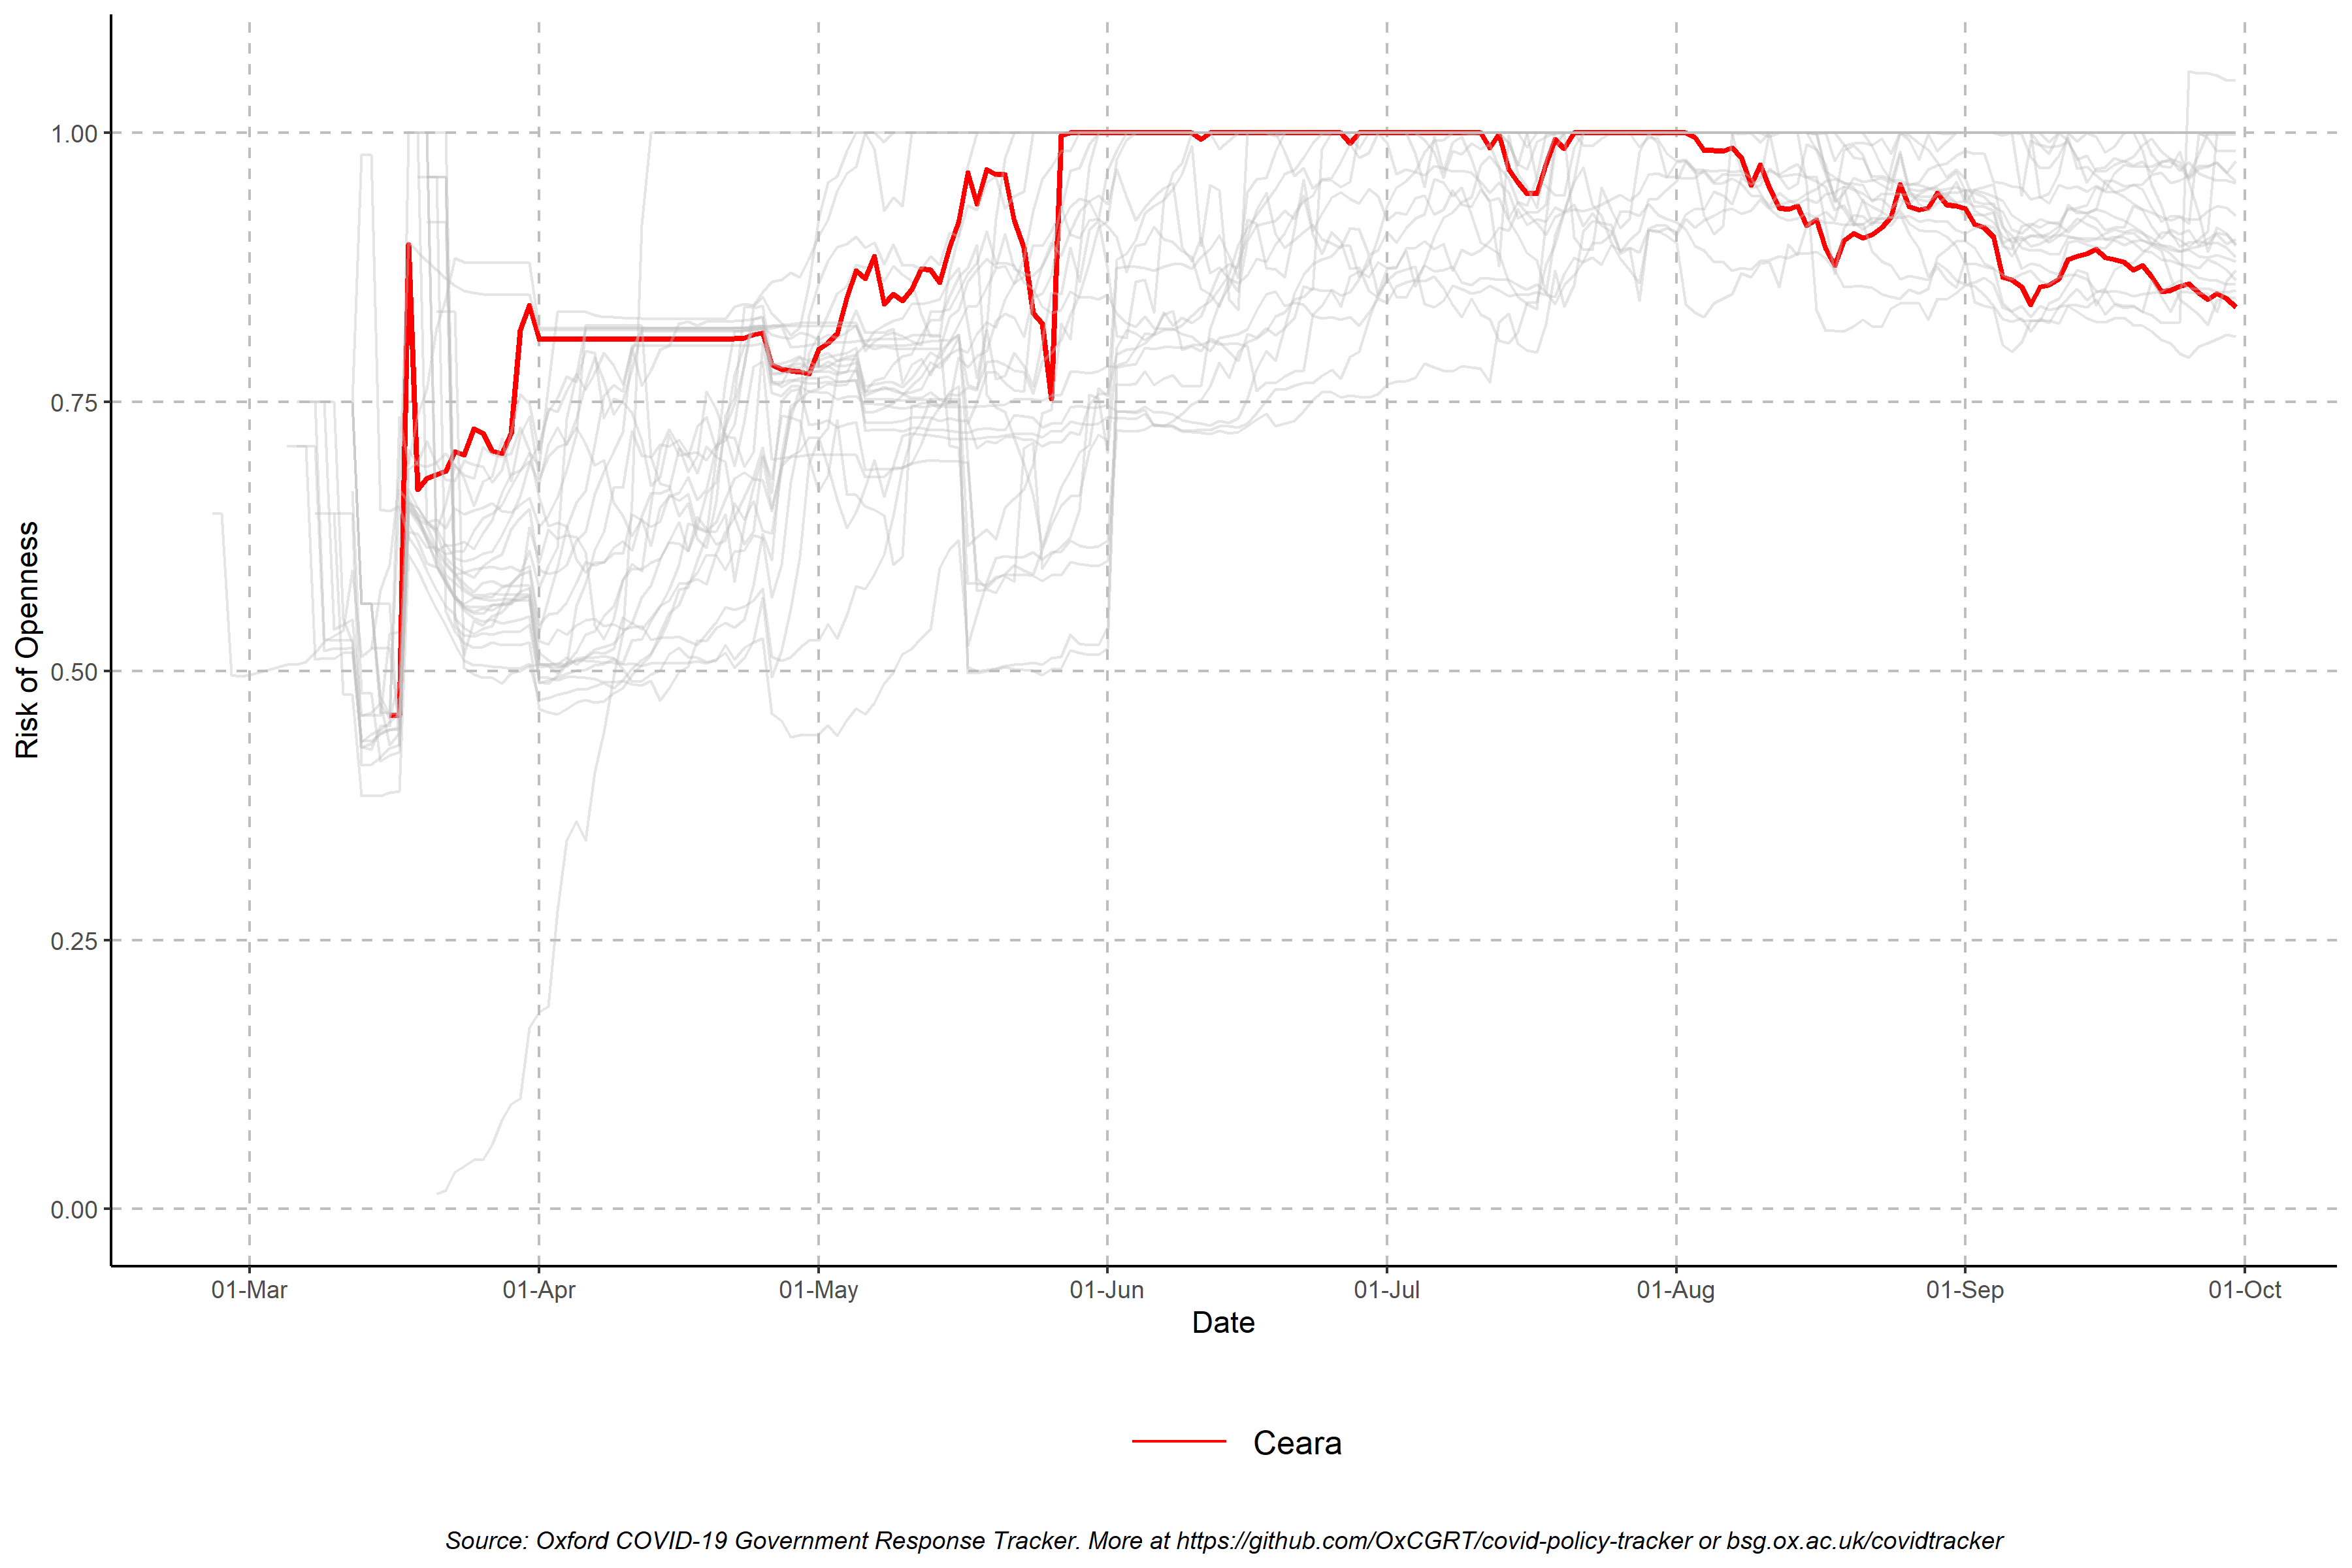 1.00
0.75
0.50
0.25
0.00
Risk of Openness
01-Mar 01-Apr 01-May 01-Jun 01-Jul 01-Aug 01-Sep 01-Oct
Date
Ceara
Source: Oxford COVID-19 Government Response Tracker. More at https://github.com/OxCGRT/covid-policy-tracker or bsg.ox.ac.uk/covidtracker